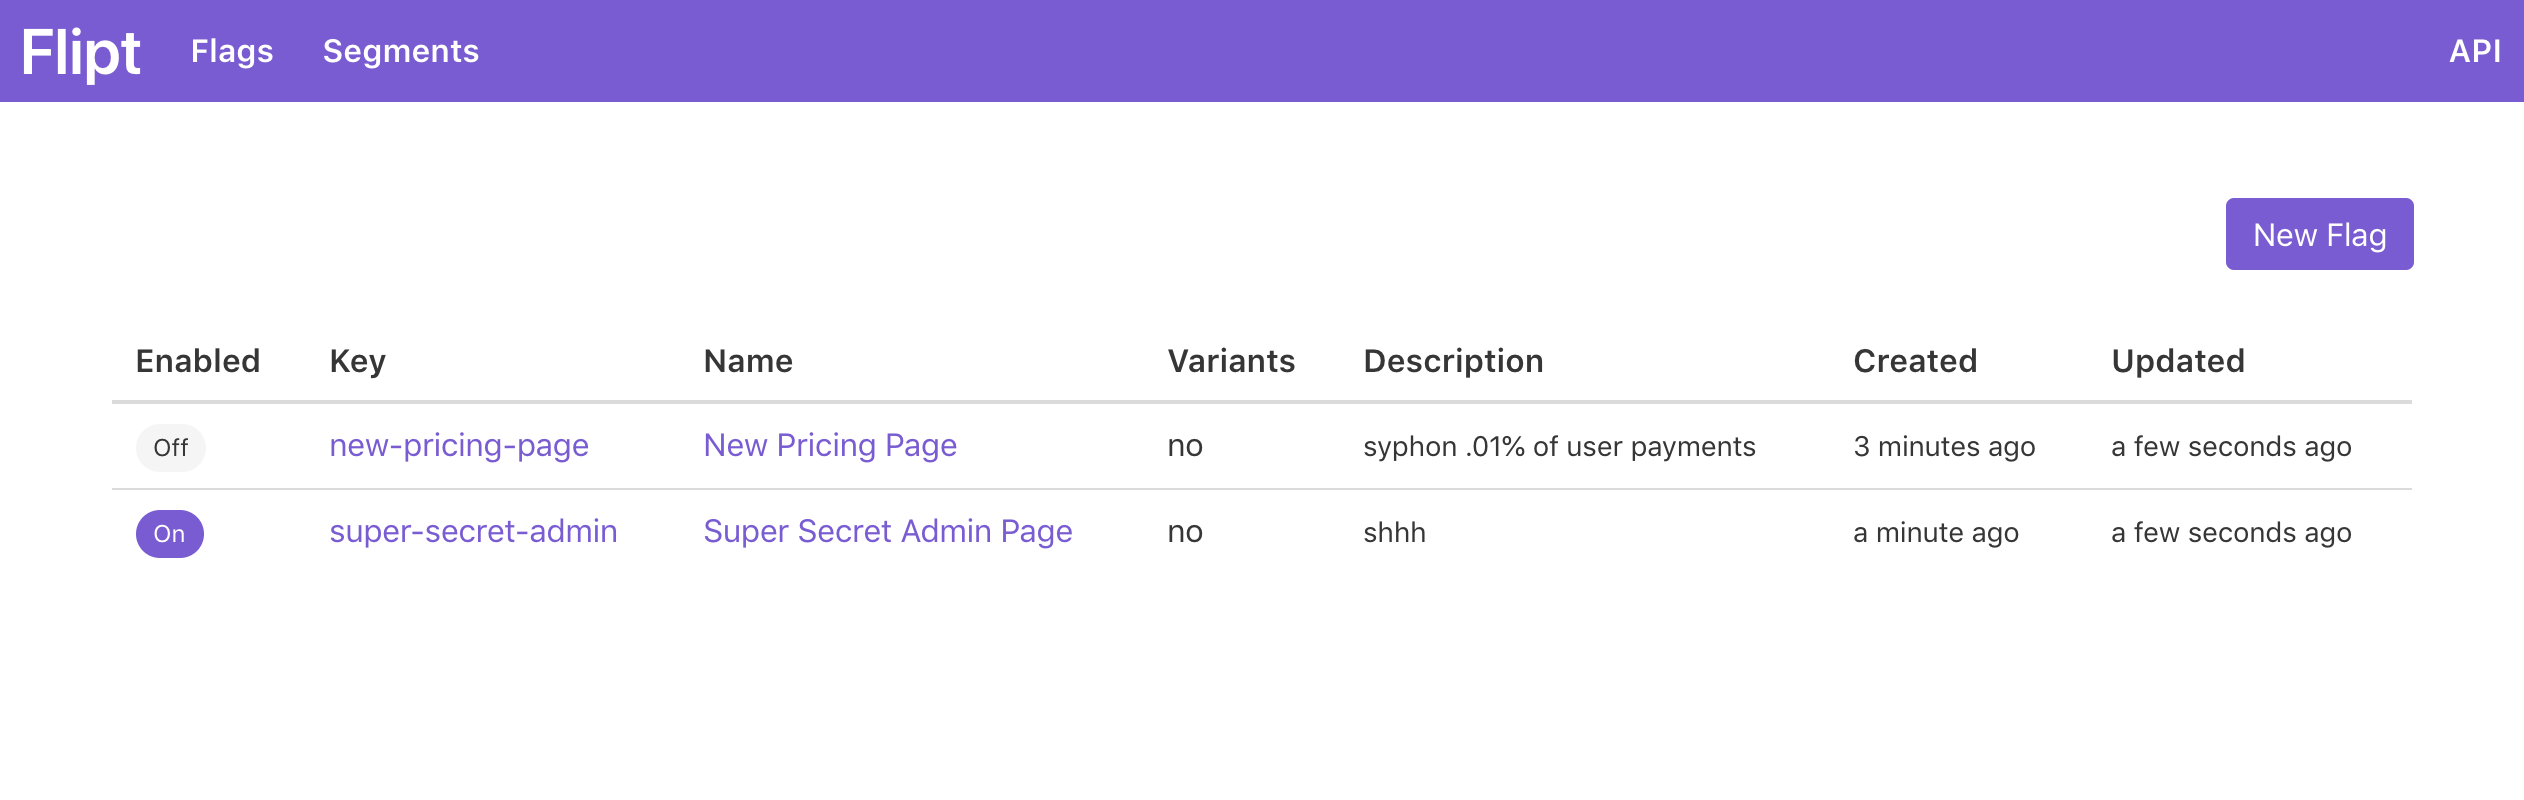 Flipt Flags Segments API
New Flag
Enabled Key Name Variants Description Created Updated
Off new-pricing-page New Pricing Page no syphon .01% of user payments 3 minutes ago a few seconds ago
On super-secret-admin Super Secret Admin Page no shhh a minute ago a few seconds ago